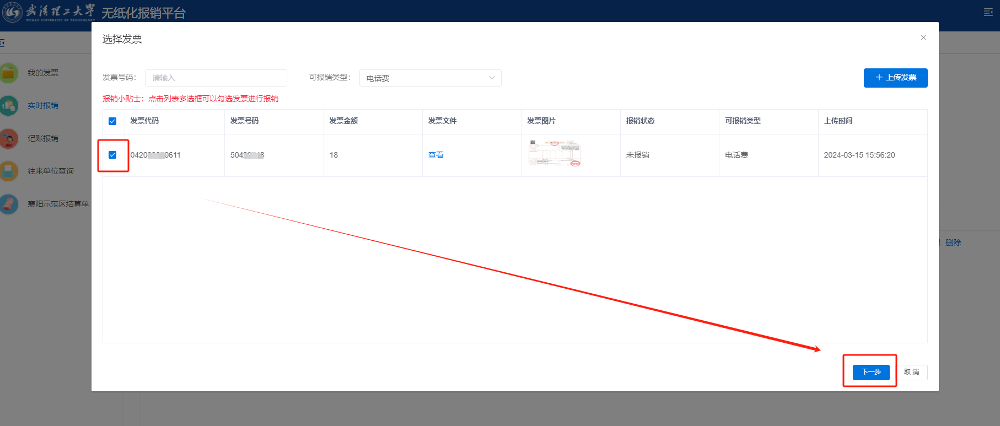 武汉理工大学 无纸化报销平台
WUHAN UNIVERSITY OF TECHNOLOGY
选择发票
我的发票
实时报销
记账报销
往来单位查询
襄阳示范区结算单
发票号码： 请输入 可报销类型： 电话费 上传发票
报销小贴士：点击列表多选框可以勾选发票进行报销
发票代码 发票号码 发票金额 发票文件 发票图片 报销状态 可报销类型 上传时间
0420 0611 504 8 18 查看 未报销 电话费 2024-03-15 15:56:20
删除
下一步 取消